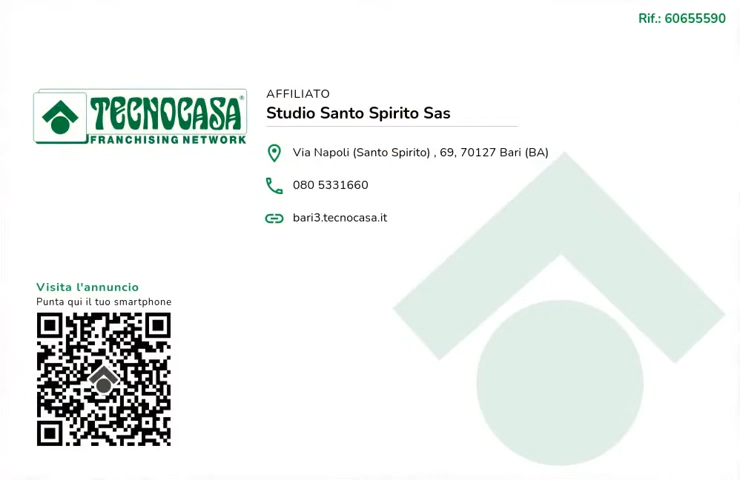 Rif.: 60655590
TECNOCASA®
FRANCHISING NETWORK
AFFILIATO
Studio Santo Spirito Sas
Via Napoli (Santo Spirito) , 69, 70127 Bari (BA)
080 5331660
bari3.tecnocasa.it
Visita l'annuncio
Punta qui il tuo smartphone